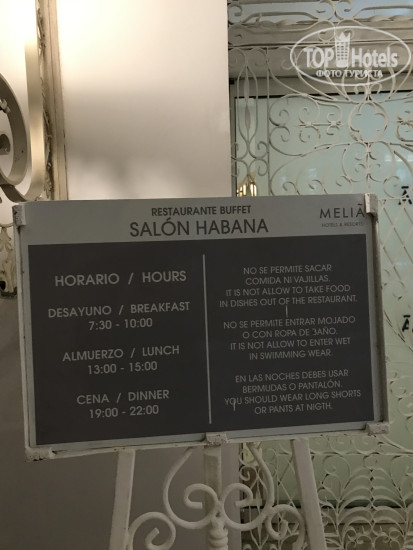 TOPHotels
ФОТО ТУРИСТА
RESTAURANTE BUFFET
SALÓN HABANA
MELIÃ
HOTELS & RESORTS
HORARIO / HOURS
DESAYUNO / BREAKFAST
7:30 - 10:00
ALMUERZO / LUNCH
13:00 - 15:00
CENA / DINNER
19:00 - 22:00
NO SE PERMITE SACAR
COMIDA NI VAJILLAS.
IT IS NOT ALLOW TO TAKE FOOD
IN DISHES OUT OF THE RESTAURANT.
NO SE PERMITE ENTRAR MOJADO
O CON ROPA DE BAÑO.
IT IS NOT ALLOW TO ENTER WET
IN SWIMMING WEAR.
EN LAS NOCHES DEBES USAR
BERMUDAS O PANTALÓN.
YOU SHOULD WEAR LONG SHORTS
OR PANTS AT NIGTH.